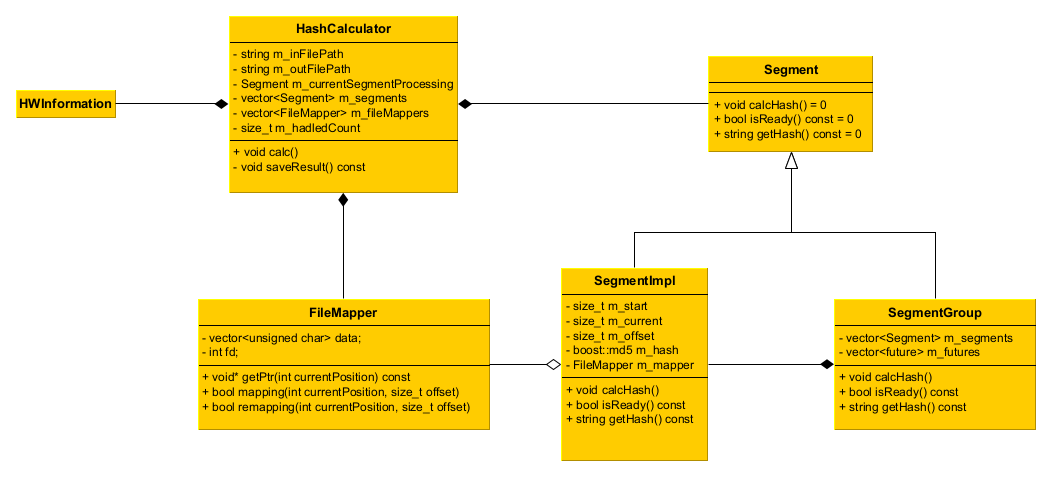 HashCalculator
- string m_inFilePath
- string m_outFilePath
- Segment m_currentSegmentProcessing
- vector<Segment> m_segments
- vector<FileMapper> m_fileMappers
- size_t m_hadledCount
+ void calc()
- void saveResult() const
HWInformation
Segment
+ void calcHash() = 0
+ bool isReady() const = 0
+ string getHash() const = 0
FileMapper
- vector<unsigned char> data;
- int fd;
+ void* getPtr(int currentPosition) const
+ bool mapping(int currentPosition, size_t offset)
+ bool remapping(int currentPosition, size_t offset)
SegmentImpl
- size_t m_start
- size_t m_current
- size_t m_offset
- boost::md5 m_hash
- FileMapper m_mapper
+ void calcHash()
+ bool isReady() const
+ string getHash() const
SegmentGroup
- vector<Segment> m_segments
- vector<future> m_futures
+ void calcHash()
+ bool isReady() const
+ string getHash() const